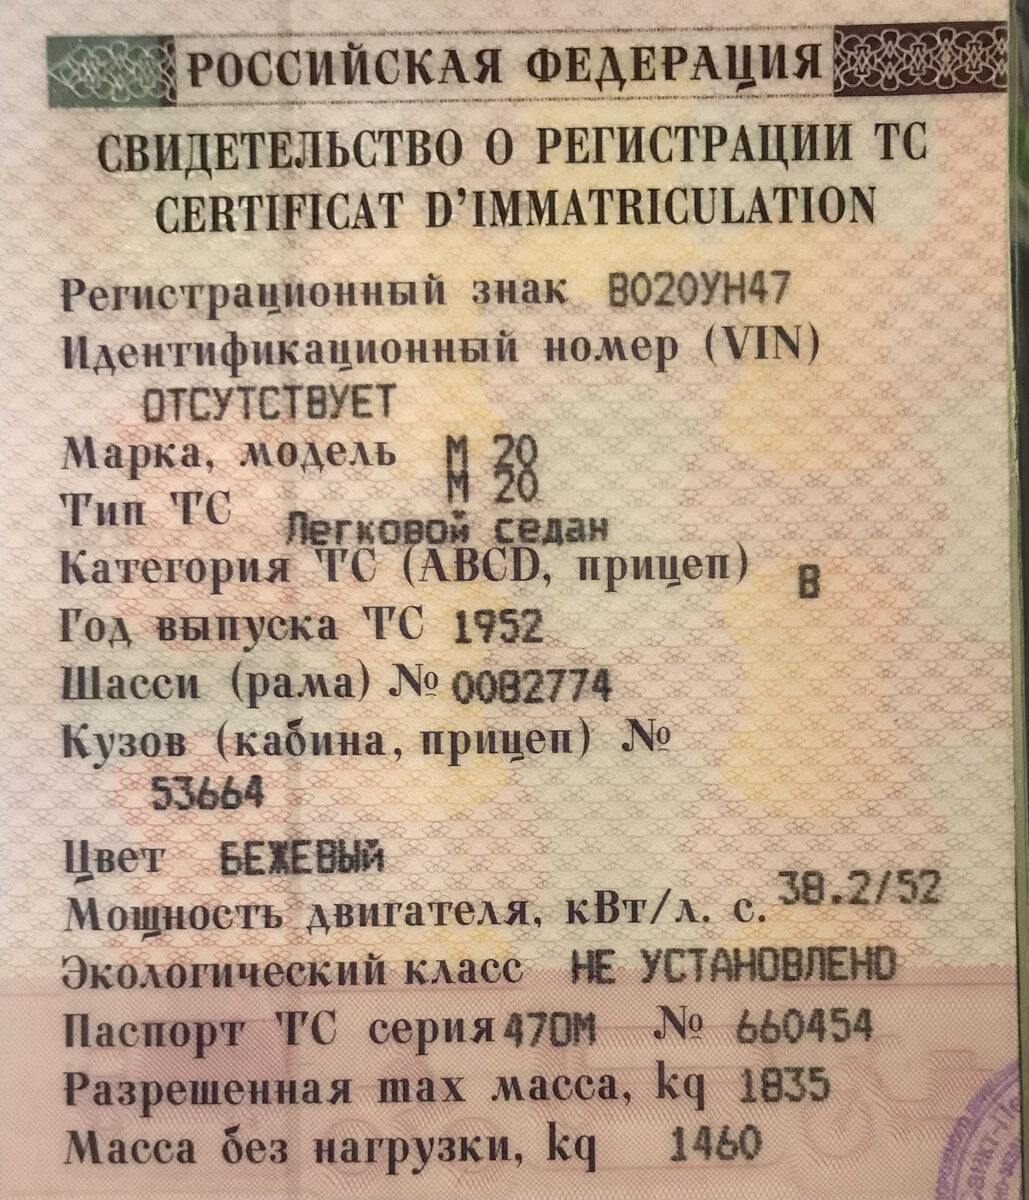 РОССИЙСКАЯ ФЕДЕРАЦИЯ
СВИДЕТЕЛЬСТВО О РЕГИСТРАЦИИ ТС
CERTIFICAT D'IMMATRICULATION
Регистрационный знак В020УН47
Идентификационный номер (VIN)
ОТСУТСТВУЕТ
Марка, модель М 20
М 20
Тип ТС Легковой седан
Категория ТС (ABCD, прицеп) В
Год выпуска ТС 1952
Шасси (рама) № 0082774
Кузов (кабина, прицеп) №
53664
Цвет БЕЖЕВЫЙ
Мощность двигателя, кВт/л. с. 38.2/52
Экологический класс НЕ УСТАНОВЛЕНО
Паспорт ТС серия 47ОМ № 660454
Разрешенная max масса, kg 1835
Масса без нагрузки, kg 1460